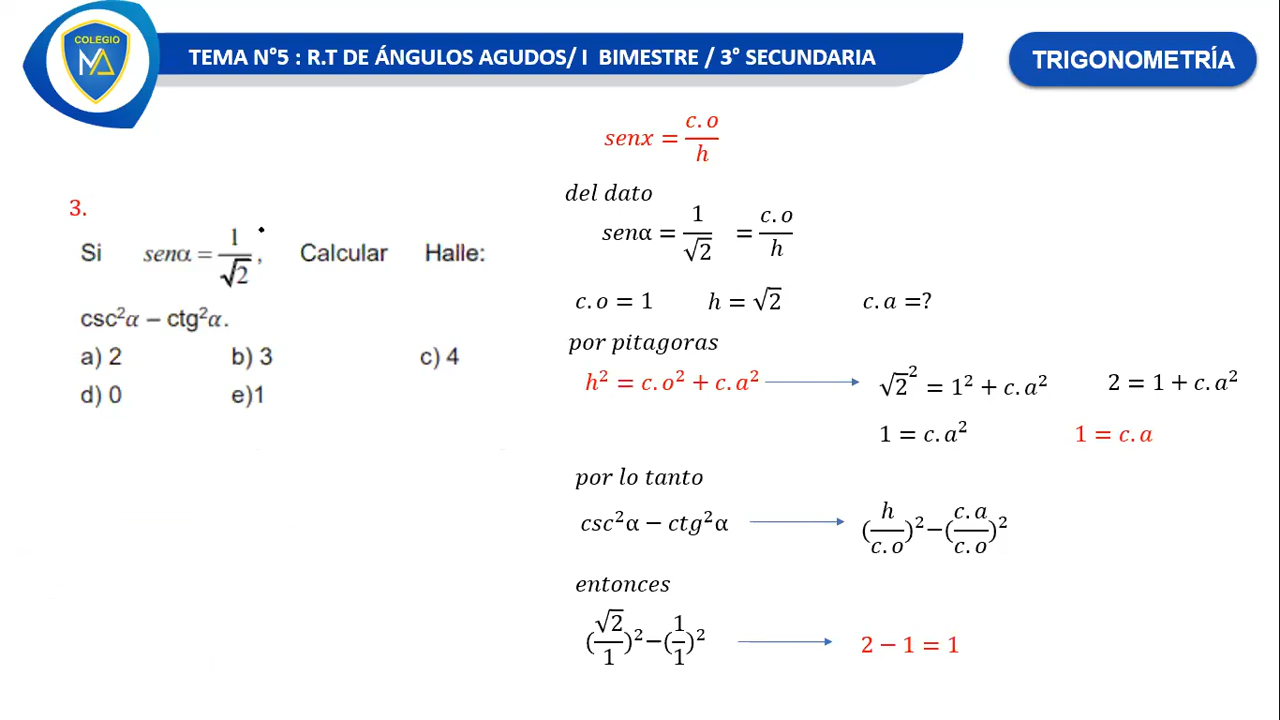 COLEGIO
MA
TEMA N°5 : R.T DE ÁNGULOS AGUDOS/ I BIMESTRE / 3° SECUNDARIA
TRIGONOMETRÍA
3.
Si senα = 1/√2, Calcular Halle:
csc²α – ctg²α.
a) 2 b) 3 c) 4
d) 0 e)1
senx = c.o/h
del dato
senα = 1/√2 = c.o/h
c.o = 1 h = √2 c.a =?
por pitagoras
h² = c.o² + c.a² → √2² = 1² + c.a² 2 = 1 + c.a²
1 = c.a² 1 = c.a
por lo tanto
csc²α − ctg²α → (h/c.o)²−(c.a/c.o)²
entonces
(√2/1)²−(1/1)² → 2 − 1 = 1